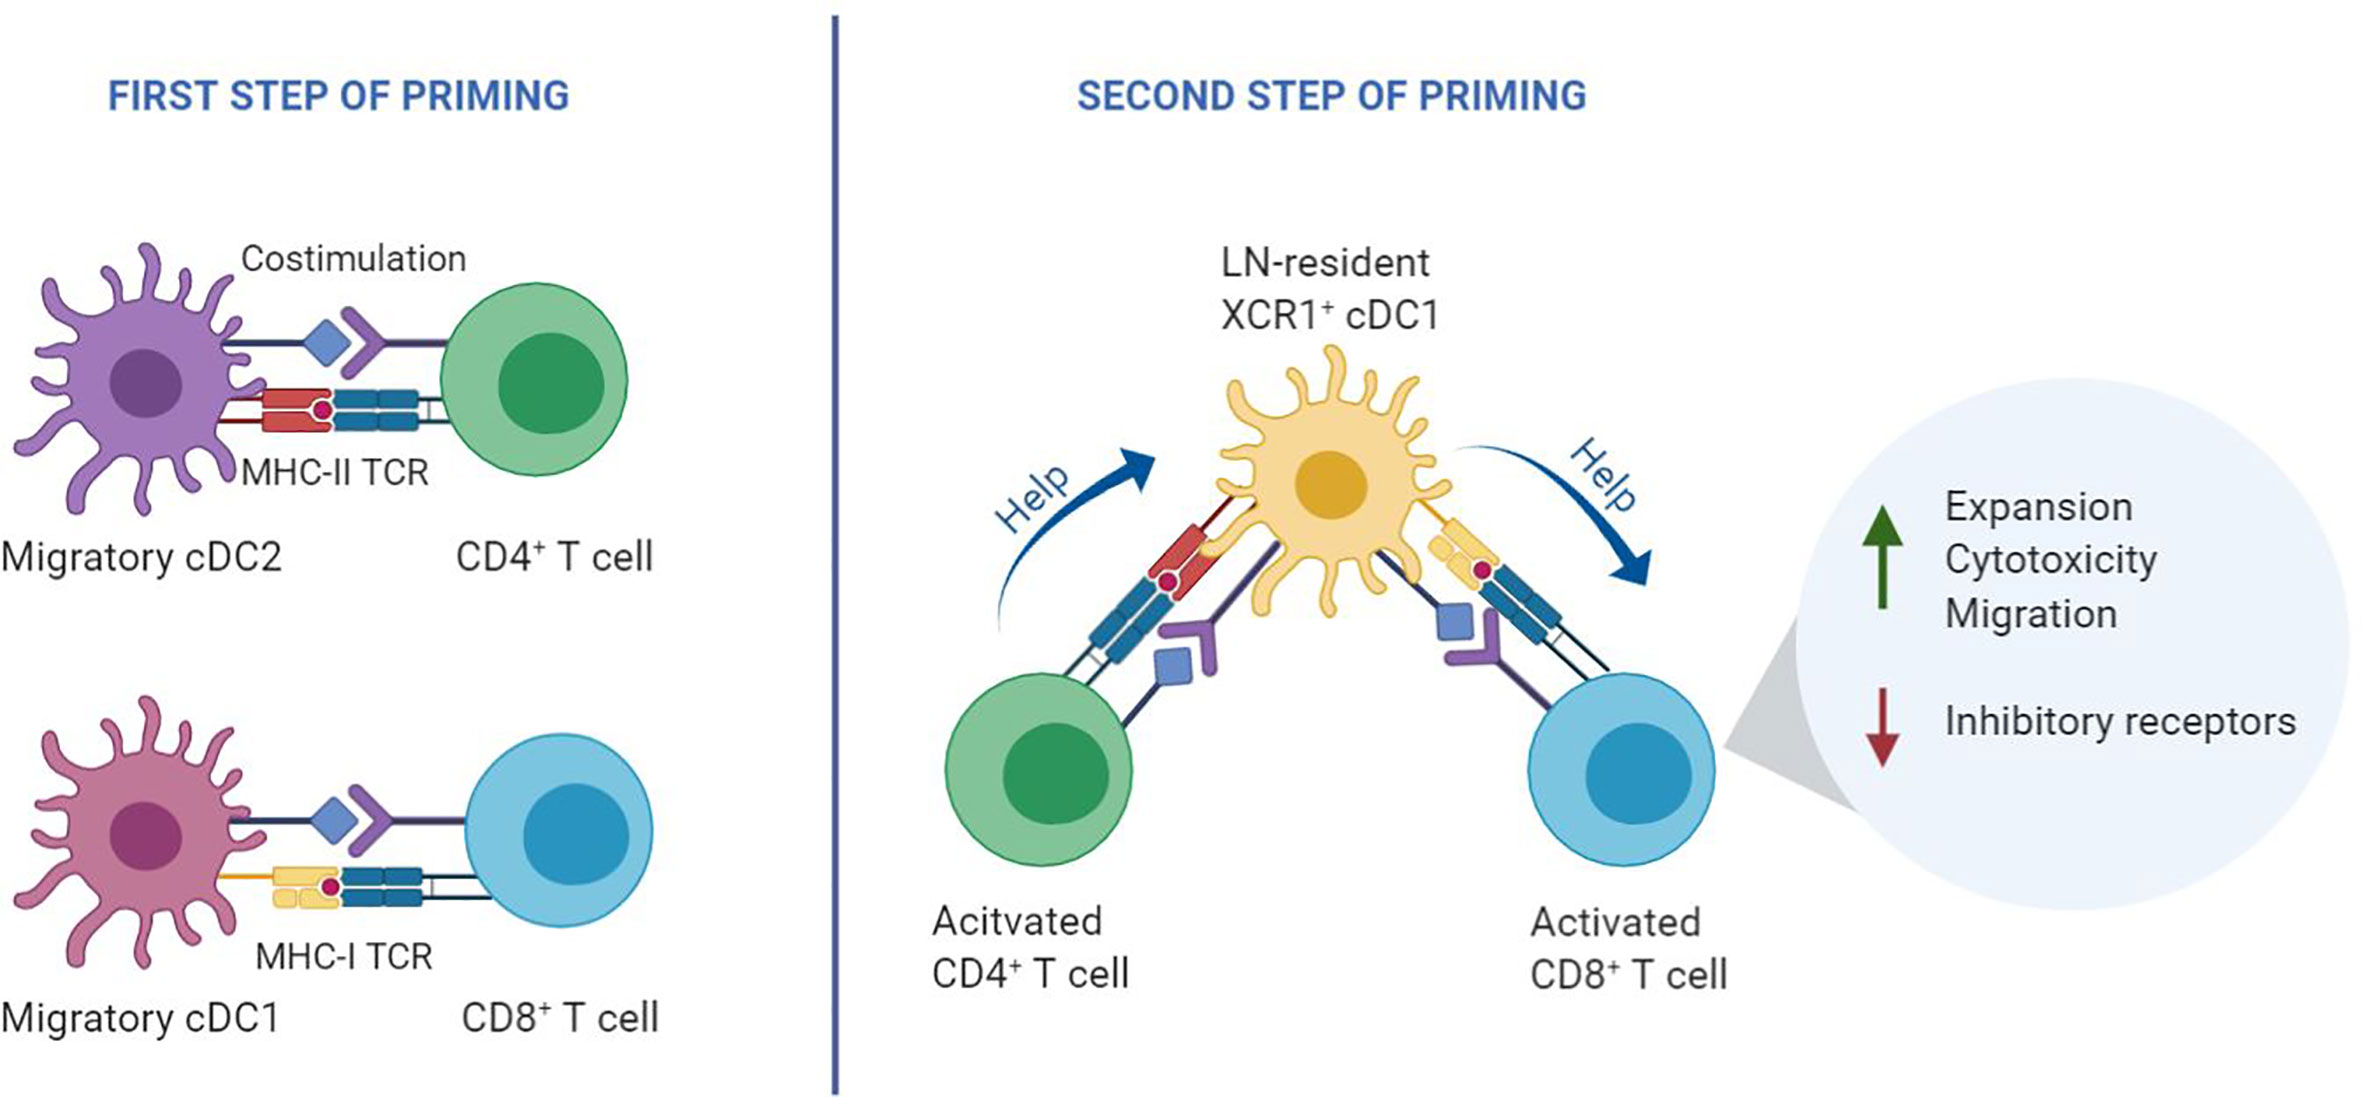 FIRST STEP OF PRIMING
Costimulation
MHC-II TCR
Migratory cDC2
CD4⁺ T cell
MHC-I TCR
Migratory cDC1
CD8⁺ T cell
SECOND STEP OF PRIMING
LN-resident
XCR1⁺ cDC1
Help
Help
Acitvated
CD4⁺ T cell
Activated
CD8⁺ T cell
Expansion
Cytotoxicity
Migration
Inhibitory receptors